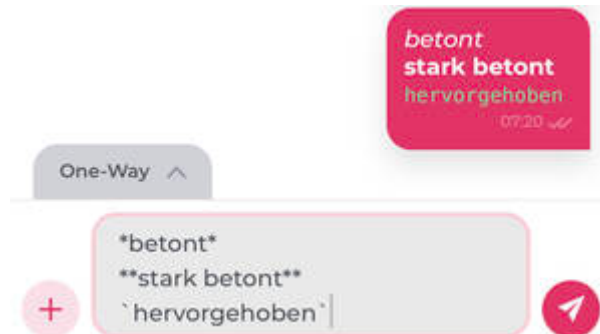 betont
stark betont
hervorgehoben
07:20
One-Way
*betont*
**stark betont**
`hervorgehoben`